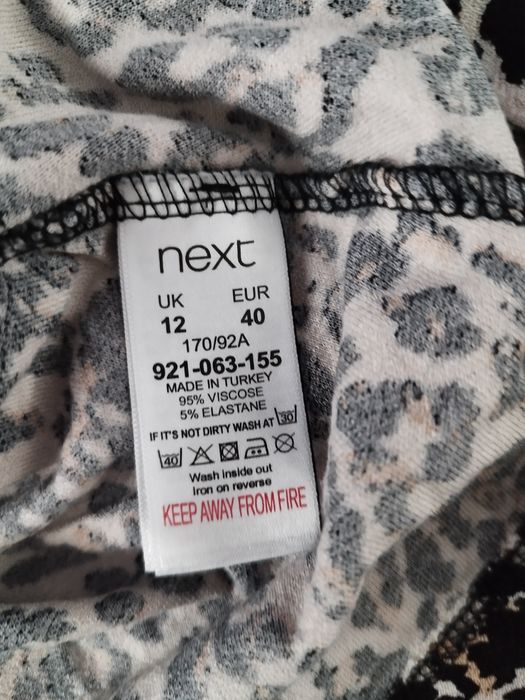 next
UK EUR
12 40
170/92A
921-063-155
MADE IN TURKEY
95% VISCOSE
5% ELASTANE
IF IT'S NOT DIRTY WASH AT 30
40
Wash inside out
Iron on reverse
KEEP AWAY FROM FIRE